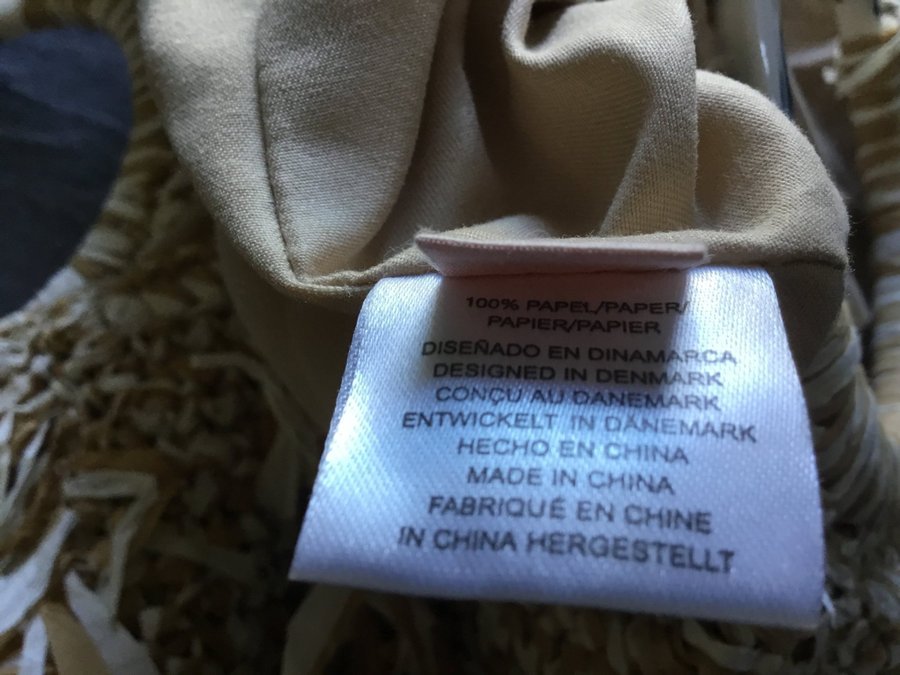 100% PAPEL/PAPER/
PAPIER/PAPIER
DISEÑADO EN DINAMARCA
DESIGNED IN DENMARK
CONÇU AU DANEMARK
ENTWICKELT IN DÄNEMARK
HECHO EN CHINA
MADE IN CHINA
FABRIQUÉ EN CHINE
IN CHINA HERGESTELLT